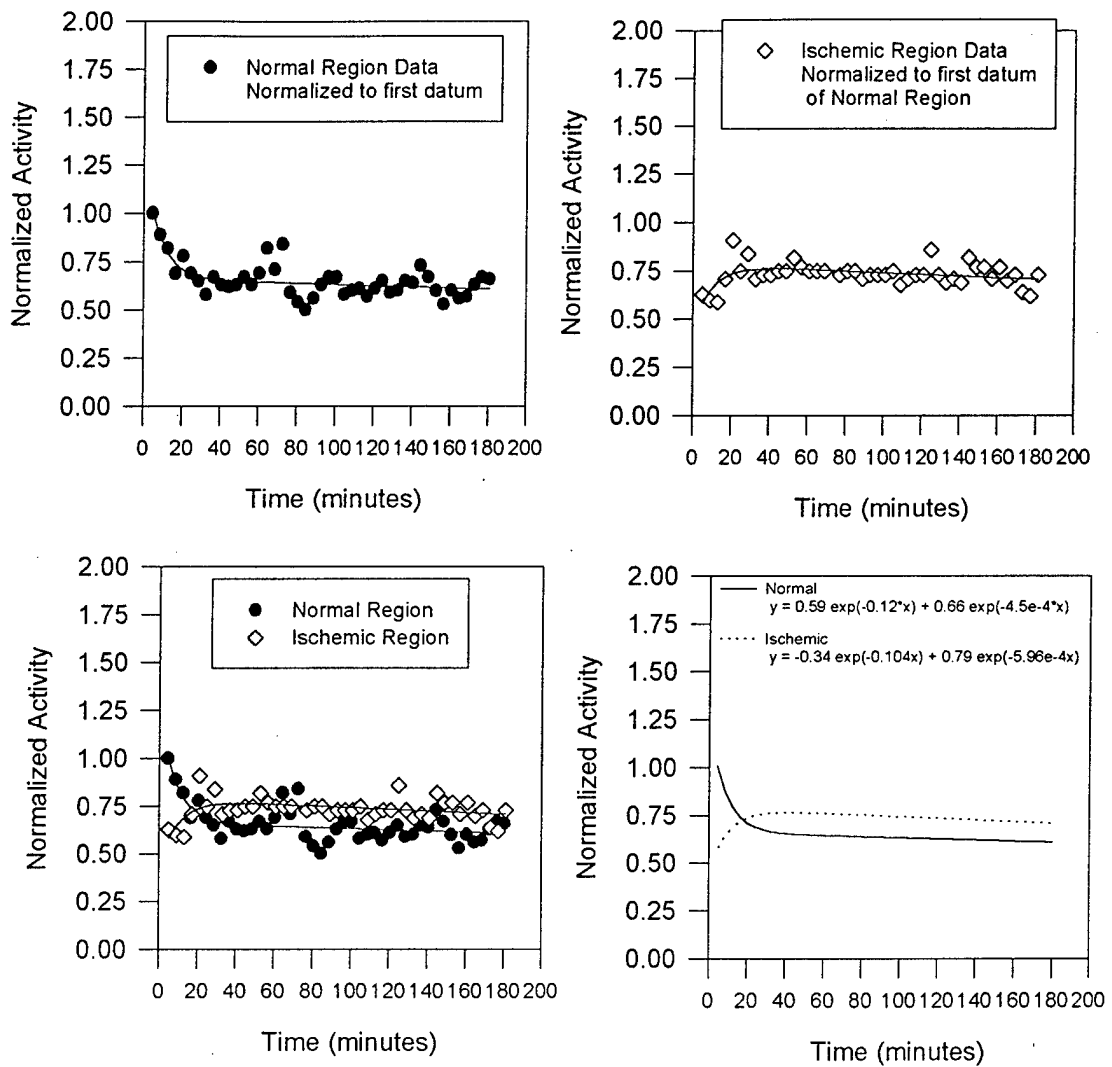 Normal Region Data
Normalized to first datum
Normalized Activity
2.00
1.75
1.50
1.25
1.00
0.75
0.50
0.25
0.00
0 20 40 60 80 100 120 140 160 180 200
Time (minutes)
Ischemic Region Data
Normalized to first datum
of Normal Region
Normalized Activity
2.00
1.75
1.50
1.25
1.00
0.75
0.50
0.25
0.00
0 20 40 60 80 100 120 140 160 180 200
Time (minutes)
Normal Region
Ischemic Region
Normalized Activity
2.00
1.75
1.50
1.25
1.00
0.75
0.50
0.25
0.00
0 20 40 60 80 100 120 140 160 180 200
Time (minutes)
Normal
y = 0.59 exp(-0.12*x) + 0.66 exp(-4.5e-4*x)
Ischemic
y = -0.34 exp(-0.104x) + 0.79 exp(-5.96e-4x)
Normalized Activity
2.00
1.75
1.50
1.25
1.00
0.75
0.50
0.25
0.00
0 20 40 60 80 100 120 140 160 180 200
Time (minutes)